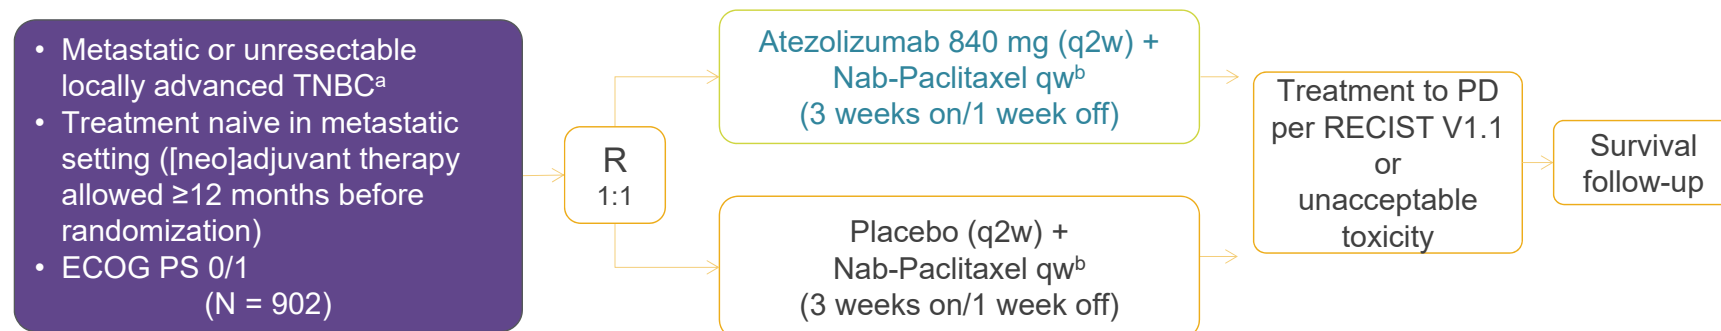 • Metastatic or unresectable
locally advanced TNBCᵃ
• Treatment naive in metastatic
setting ([neo]adjuvant therapy
allowed ≥12 months before
randomization)
• ECOG PS 0/1
(N = 902)
R
1:1
Atezolizumab 840 mg (q2w) +
Nab-Paclitaxel qwᵇ
(3 weeks on/1 week off)
Placebo (q2w) +
Nab-Paclitaxel qwᵇ
(3 weeks on/1 week off)
Treatment to PD
per RECIST V1.1
or
unacceptable
toxicity
Survival
follow-up